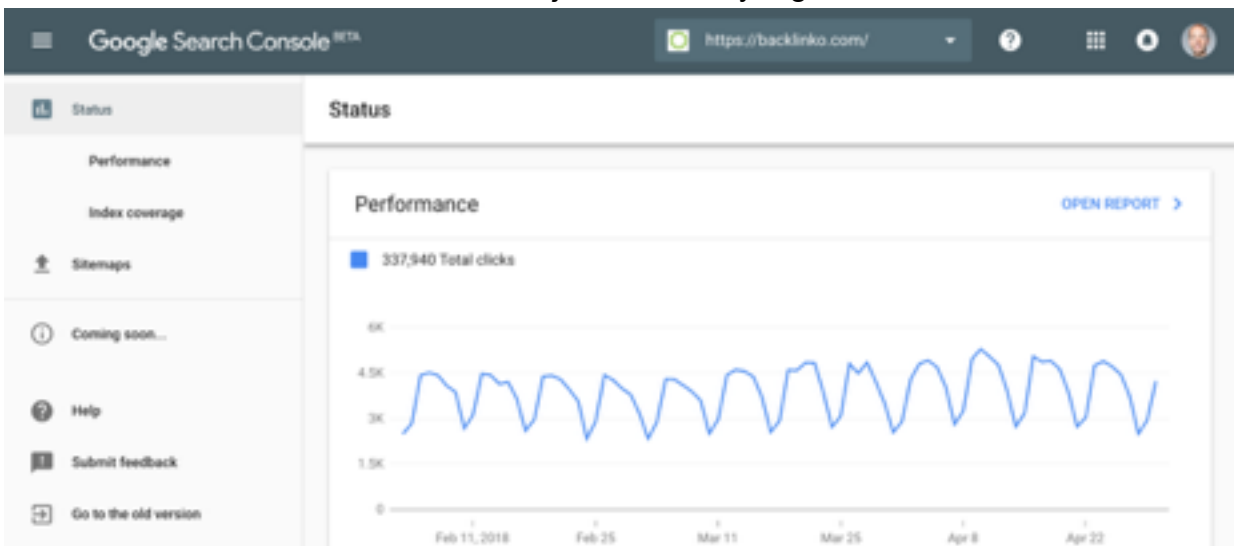 Google Search Console BETA
https://backlinko.com/
Status
Performance
Index coverage
Sitemaps
Coming soon...
Help
Submit feedback
Go to the old version
Status
Performance
OPEN REPORT
337,940 Total clicks
6K
4.5K
3K
1.5K
0
Feb 11, 2018
Feb 25
Mar 11
Mar 25
Apr 8
Apr 22